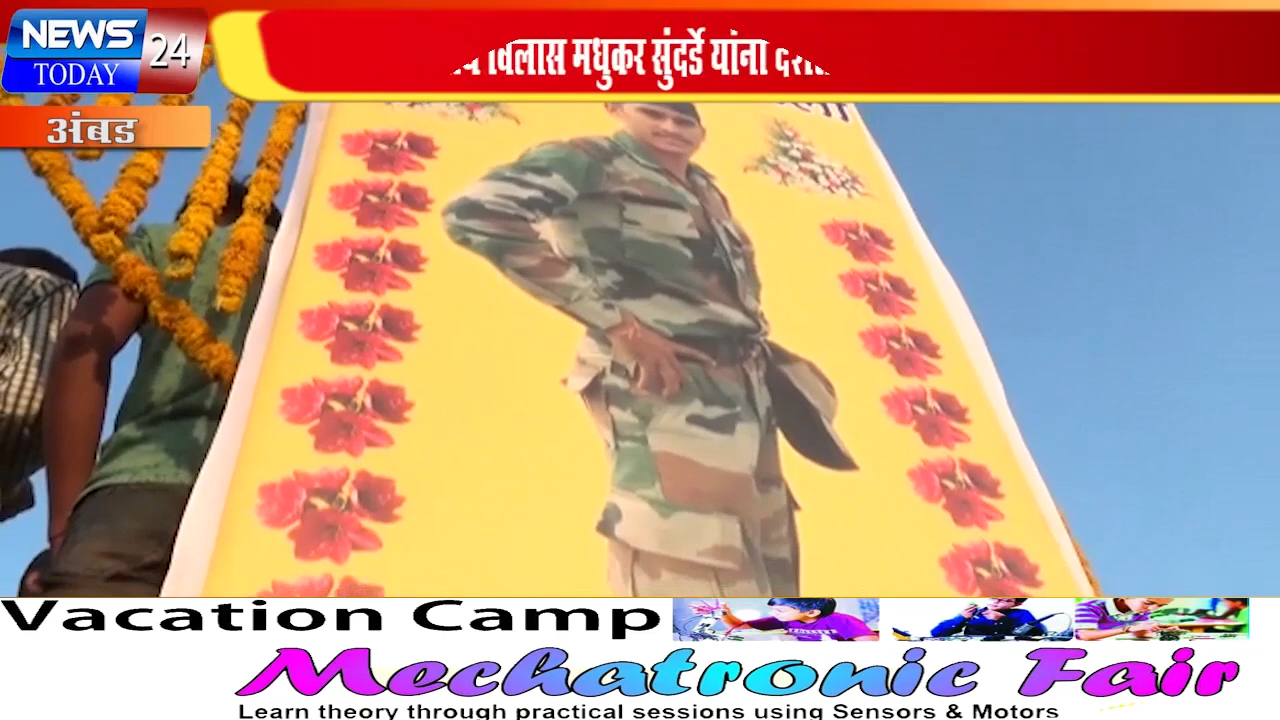 NEWS
TODAY
24
विलास मधुकर सुंदर्डे यांना
अंबड
Vacation Camp
Mechatronic Fair
Learn theory through practical sessions using Sensors & Motors